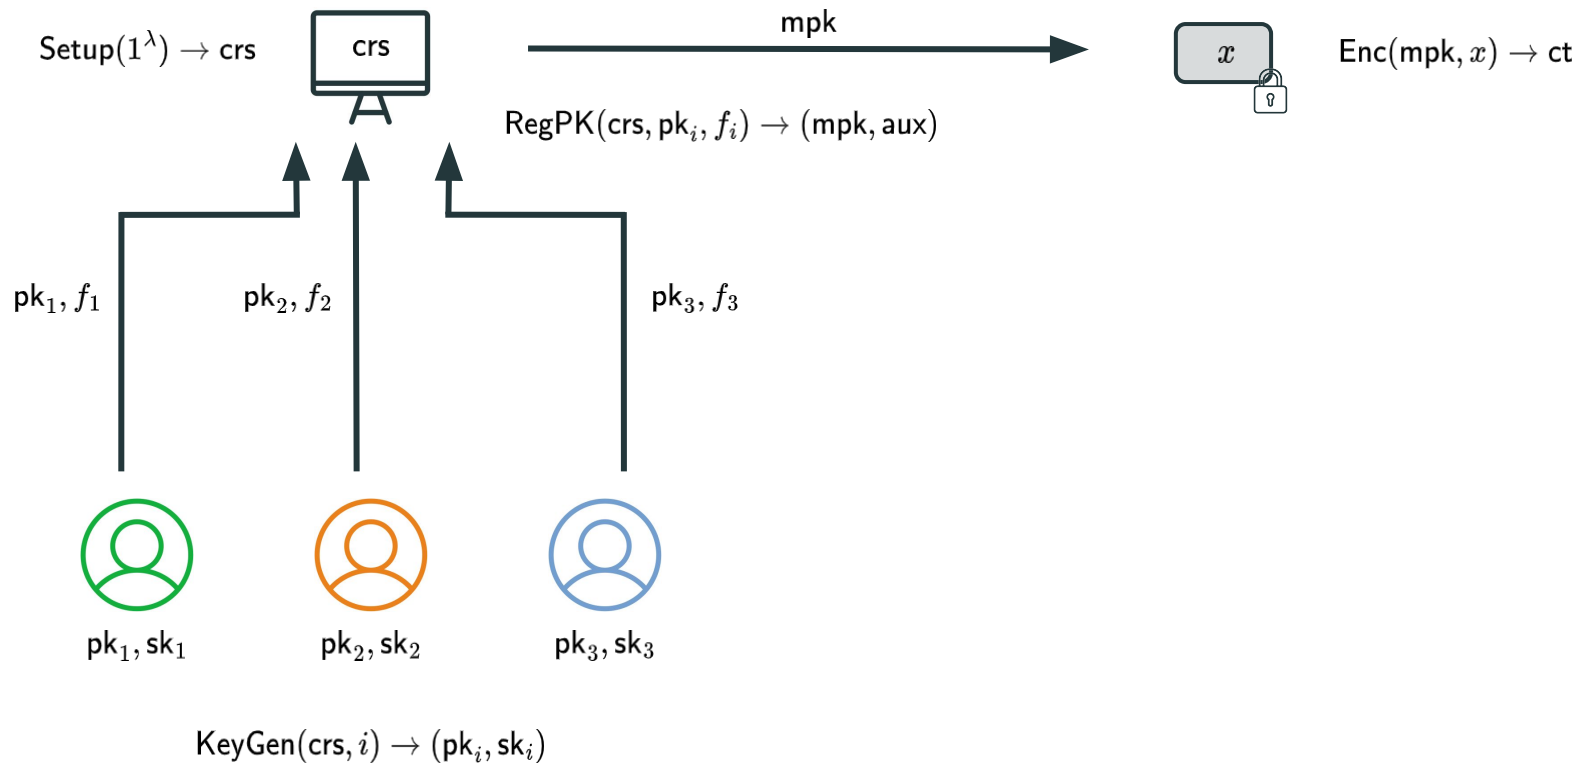 Setup(1^λ) → crs
crs
mpk
x
Enc(mpk, x) → ct
RegPK(crs, pk_i, f_i) → (mpk, aux)
pk_1, f_1
pk_2, f_2
pk_3, f_3
pk_1, sk_1
pk_2, sk_2
pk_3, sk_3
KeyGen(crs, i) → (pk_i, sk_i)